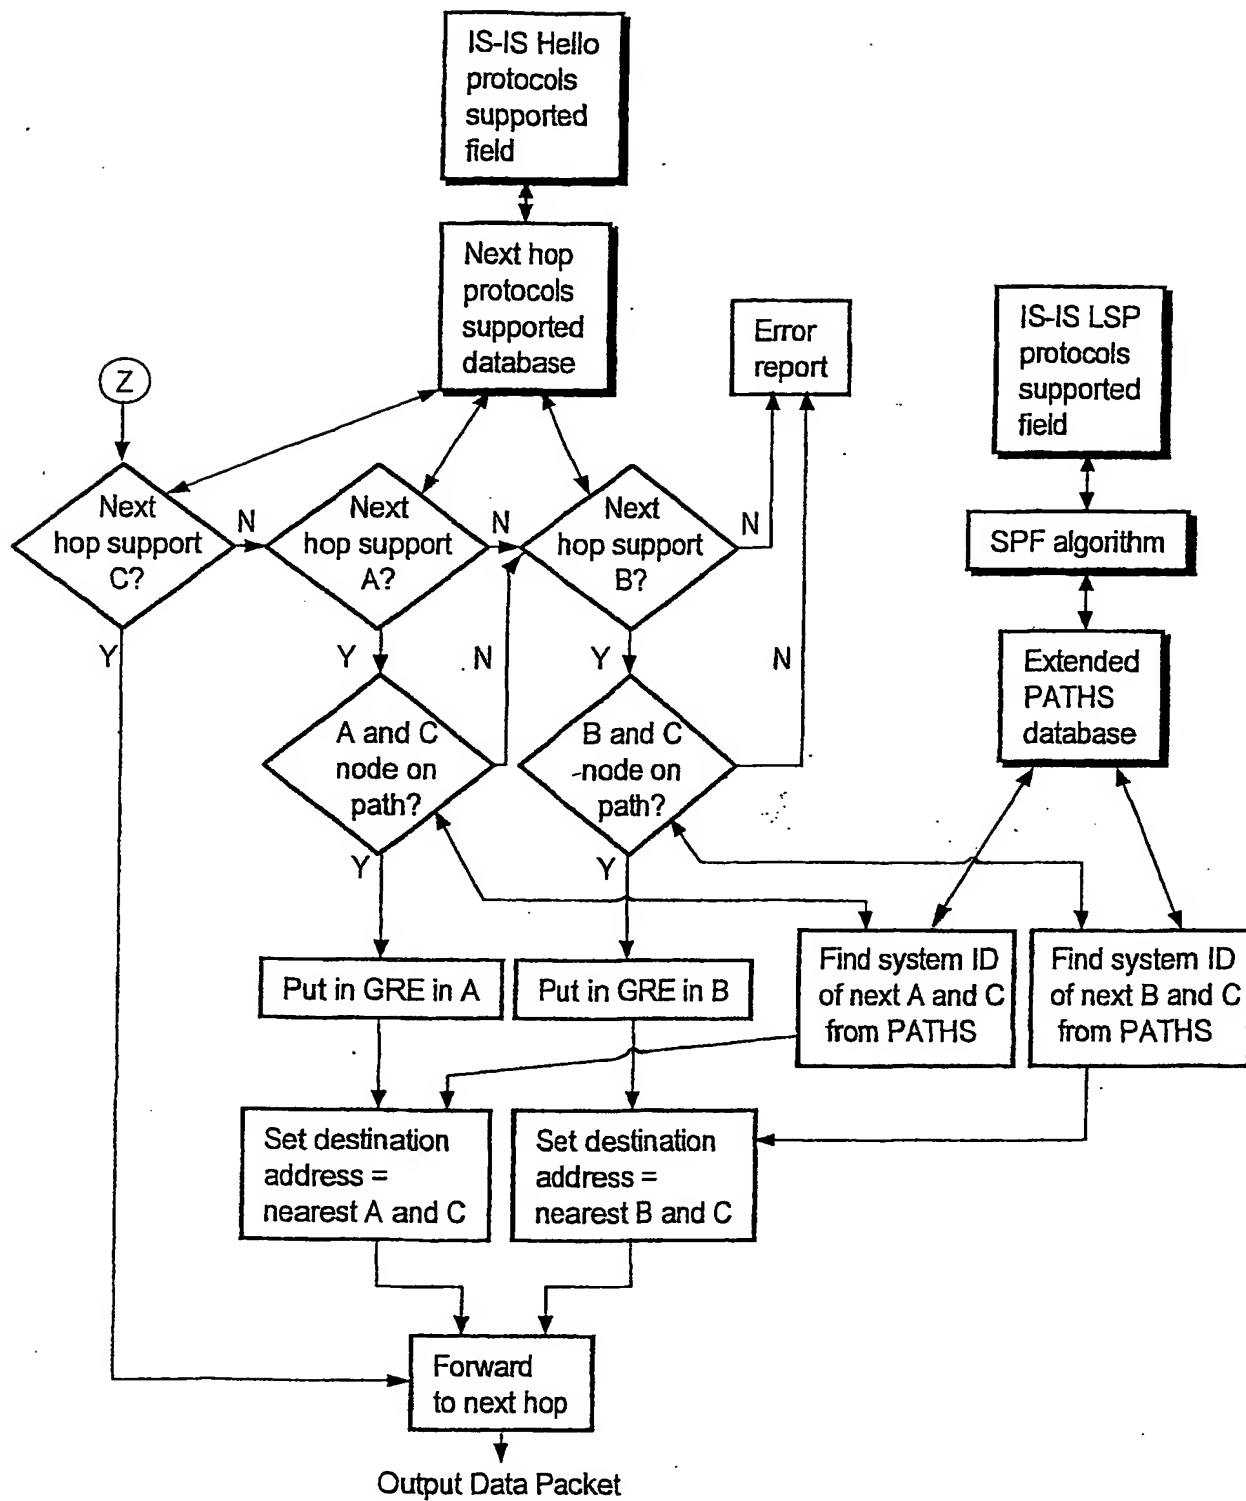 IS-IS Hello
protocols
supported
field
Next hop
protocols
supported
database
Error
report
IS-IS LSP
protocols
supported
field
Z
Next
hop support
C?
N
Next
hop support
A?
N
Next
hop support
B?
N
SPF algorithm
Y
Y
N
Y
N
Extended
PATHS
database
A and C
node on
path?
B and C
node on
path?
Y
Y
Put in GRE in A
Put in GRE in B
Find system ID
of next A and C
from PATHS
Find system ID
of next B and C
from PATHS
Set destination
address =
nearest A and C
Set destination
address =
nearest B and C
Forward
to next hop
Output Data Packet